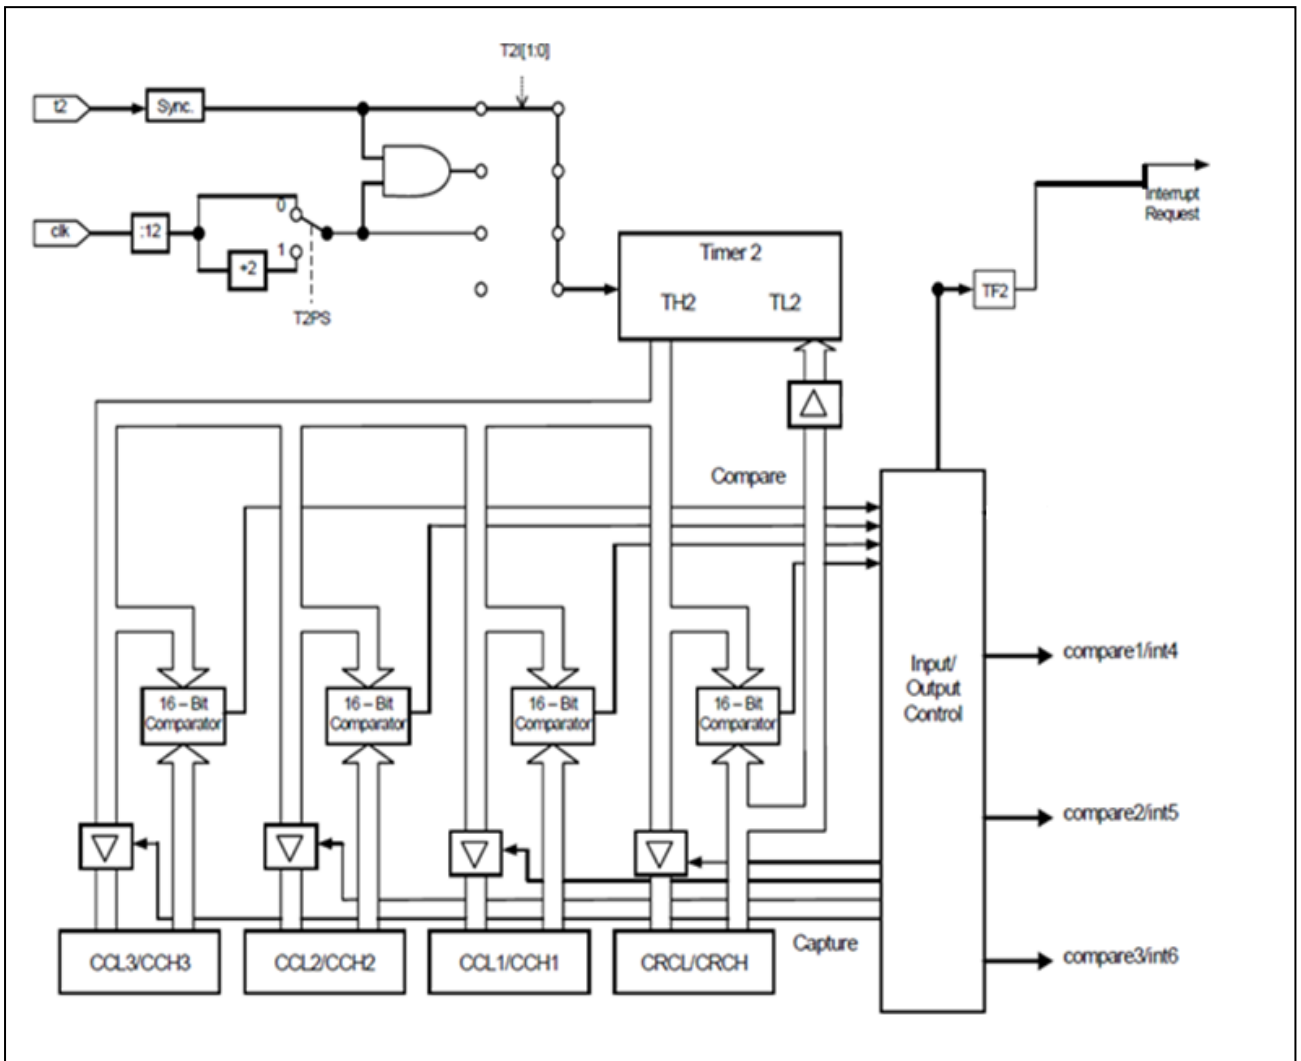 T2I[1:0]
t2
Sync.
clk
:12
0
1
÷2
T2PS
Timer 2
TH2 TL2
TF2
Interrupt
Request
Compare
16 – Bit
Comparator
16 – Bit
Comparator
16 – Bit
Comparator
16 – Bit
Comparator
Input/
Output
Control
compare1/int4
compare2/int5
compare3/int6
CCL3/CCH3
CCL2/CCH2
CCL1/CCH1
CRCL/CRCH
Capture